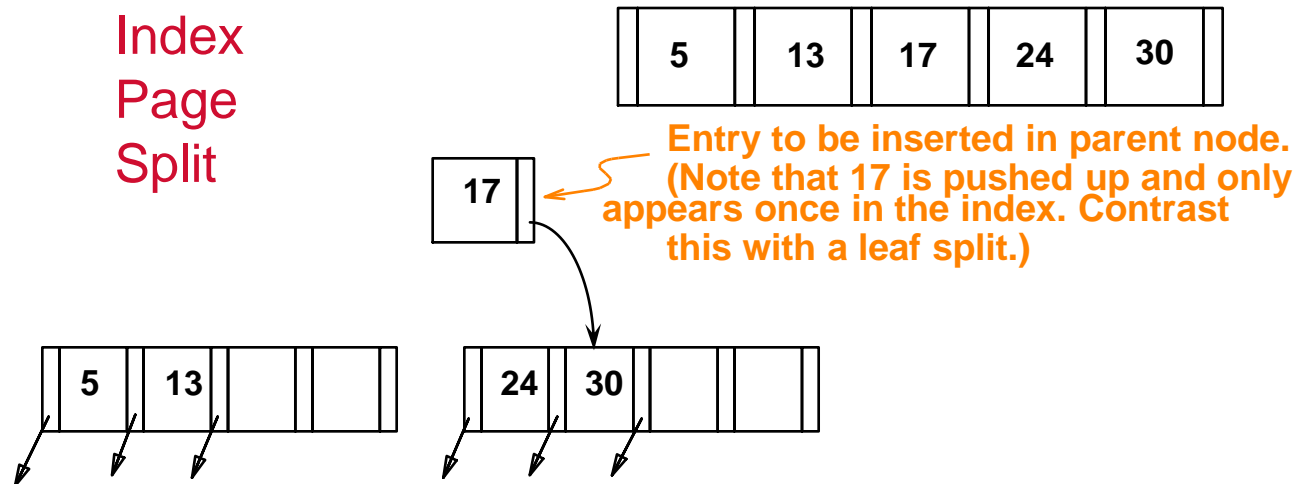 Index
Page
Split
5 13 17 24 30
Entry to be inserted in parent node.
(Note that 17 is pushed up and only
appears once in the index. Contrast
this with a leaf split.)
17
5 13
24 30